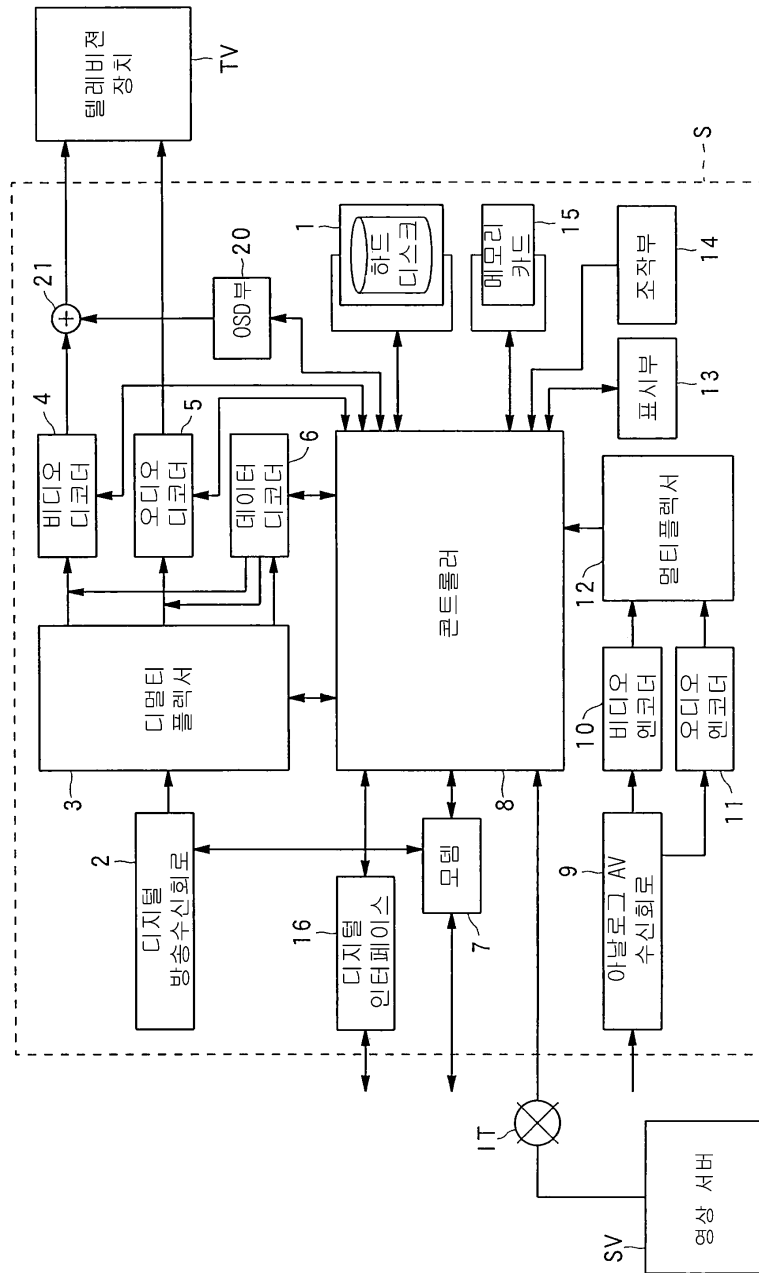 텔레비젼
장치
TV
S
21
4
비디오
디코더
5
오디오
디코더
6
데이터
디코더
OSD부
20
1
하드
디스크
15
메모리
카드
조작부
14
표시부
13
디멀티
플렉서
3
콘트롤러
8
12
멀티플렉서
2
디지털
방송수신회로
16
디지털
인터페이스
모뎀
7
10
비디오
엔코더
오디오
엔코더
11
9
아날로그 AV
수신회로
IT
SV
영상 서버